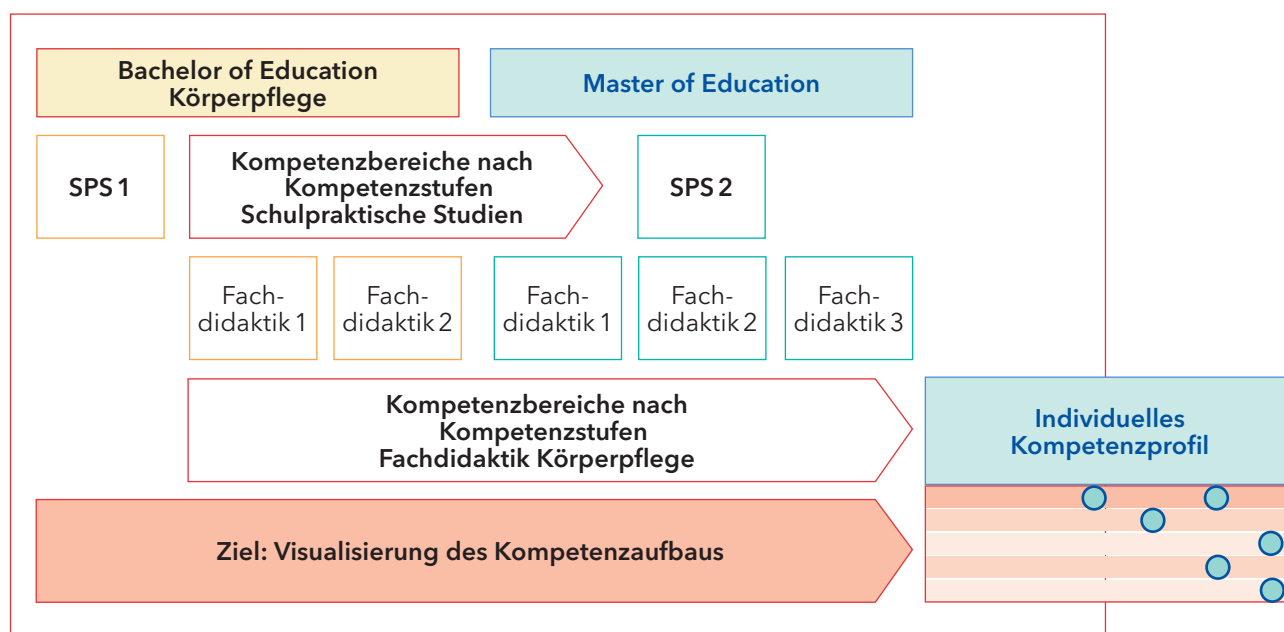 Bachelor of Education
Körperpflege
Master of Education
SPS 1
Kompetenzbereiche nach
Kompetenzstufen
Schulpraktische Studien
SPS 2
Fach-
didaktik 1
Fach-
didaktik 2
Fach-
didaktik 1
Fach-
didaktik 2
Fach-
didaktik 3
Kompetenzbereiche nach
Kompetenzstufen
Fachdidaktik Körperpflege
Individuelles
Kompetenzprofil
Ziel: Visualisierung des Kompetenzaufbaus